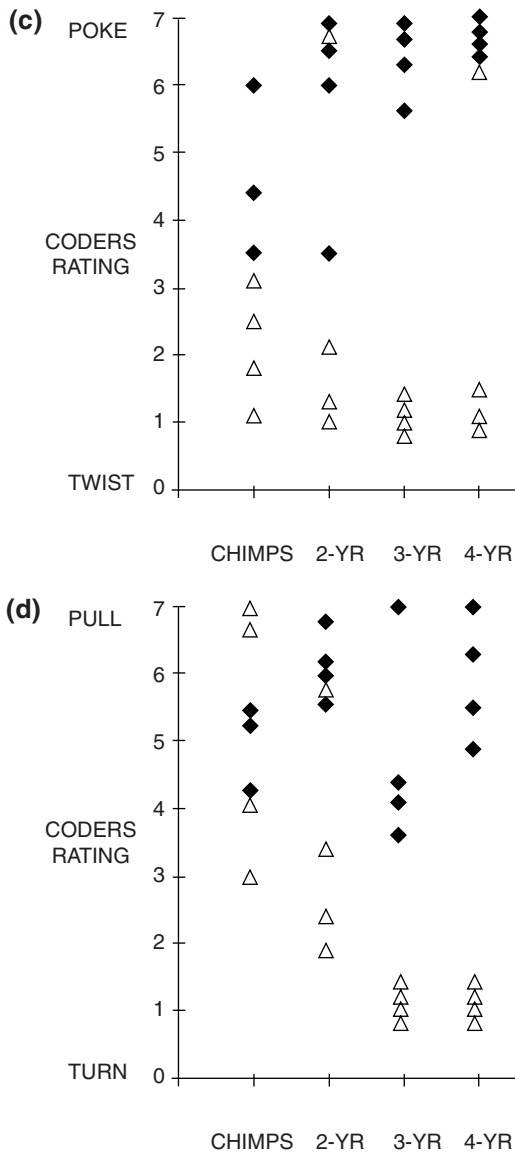 (c) POKE
7
6
5
CODERS
RATING
4
3
2
1
TWIST
0
CHIMPS 2-YR 3-YR 4-YR
(d) PULL
7
6
5
4
CODERS
RATING
3
2
1
TURN
0
CHIMPS 2-YR 3-YR 4-YR